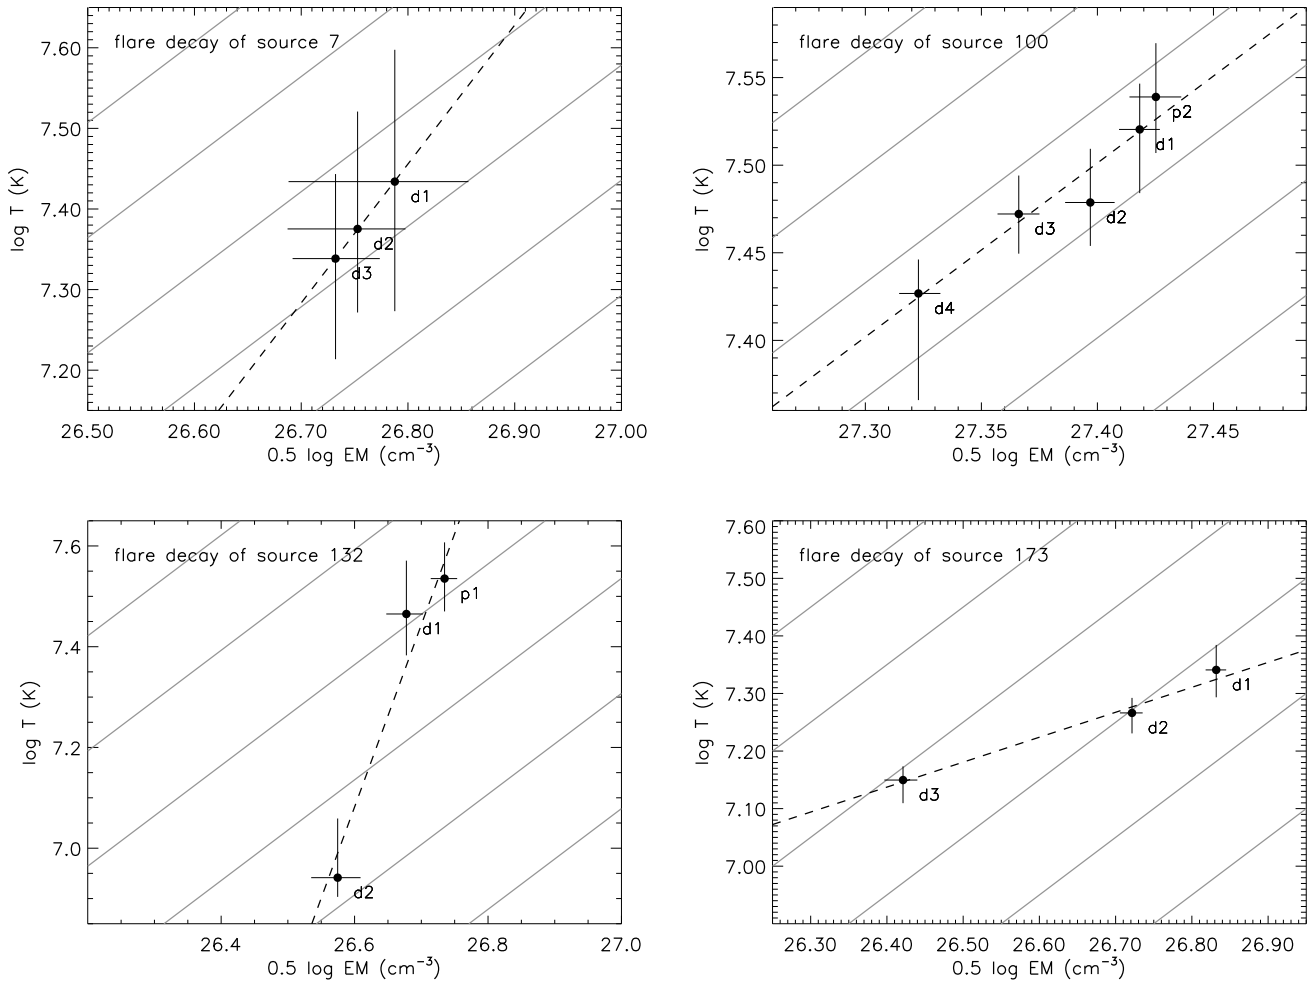 flare decay of source 7
7.60
7.50
7.40
7.30
7.20
log T (K)
d1
d2
d3
26.50 26.60 26.70 26.80 26.90 27.00
0.5 log EM (cm⁻³)
flare decay of source 100
7.55
7.50
7.45
7.40
log T (K)
p2
d1
d2
d3
d4
27.30 27.35 27.40 27.45
0.5 log EM (cm⁻³)
flare decay of source 132
7.6
7.4
7.2
7.0
log T (K)
p1
d1
d2
26.4 26.6 26.8 27.0
0.5 log EM (cm⁻³)
flare decay of source 173
7.60
7.50
7.40
7.30
7.20
7.10
7.00
log T (K)
d1
d2
d3
26.30 26.40 26.50 26.60 26.70 26.80 26.90
0.5 log EM (cm⁻³)